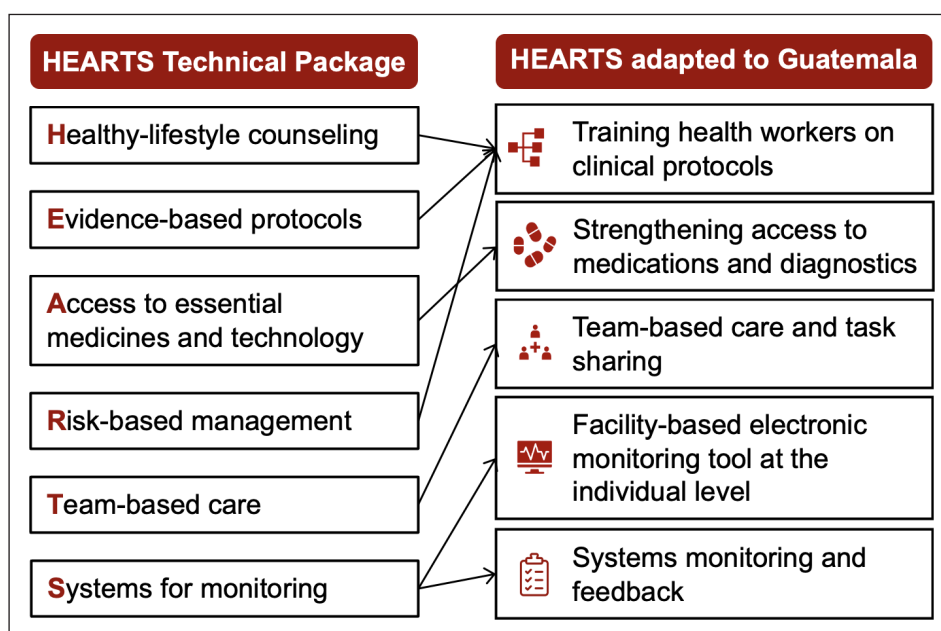 HEARTS Technical Package
Healthy-lifestyle counseling
Evidence-based protocols
Access to essential
medicines and technology
Risk-based management
Team-based care
Systems for monitoring
HEARTS adapted to Guatemala
Training health workers on
clinical protocols
Strengthening access to
medications and diagnostics
Team-based care and task
sharing
Facility-based electronic
monitoring tool at the
individual level
Systems monitoring and
feedback